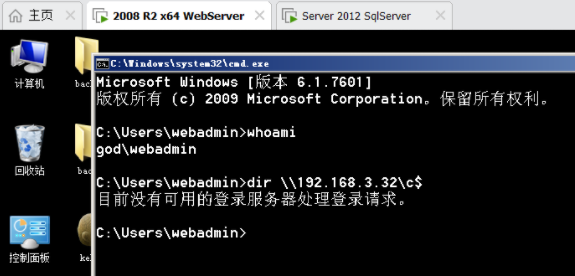 主页
2008 R2 x64 WebServer
Server 2012 SqlServer
计算机
回收站
控制面板
C:\Windows\system32\cmd.exe
Microsoft Windows [版本 6.1.7601]
版权所有 (c) 2009 Microsoft Corporation。保留所有权利。
C:\Users\webadmin>whoami
god\webadmin
C:\Users\webadmin>dir \\192.168.3.32\c$
目前没有可用的登录服务器处理登录请求。
C:\Users\webadmin>